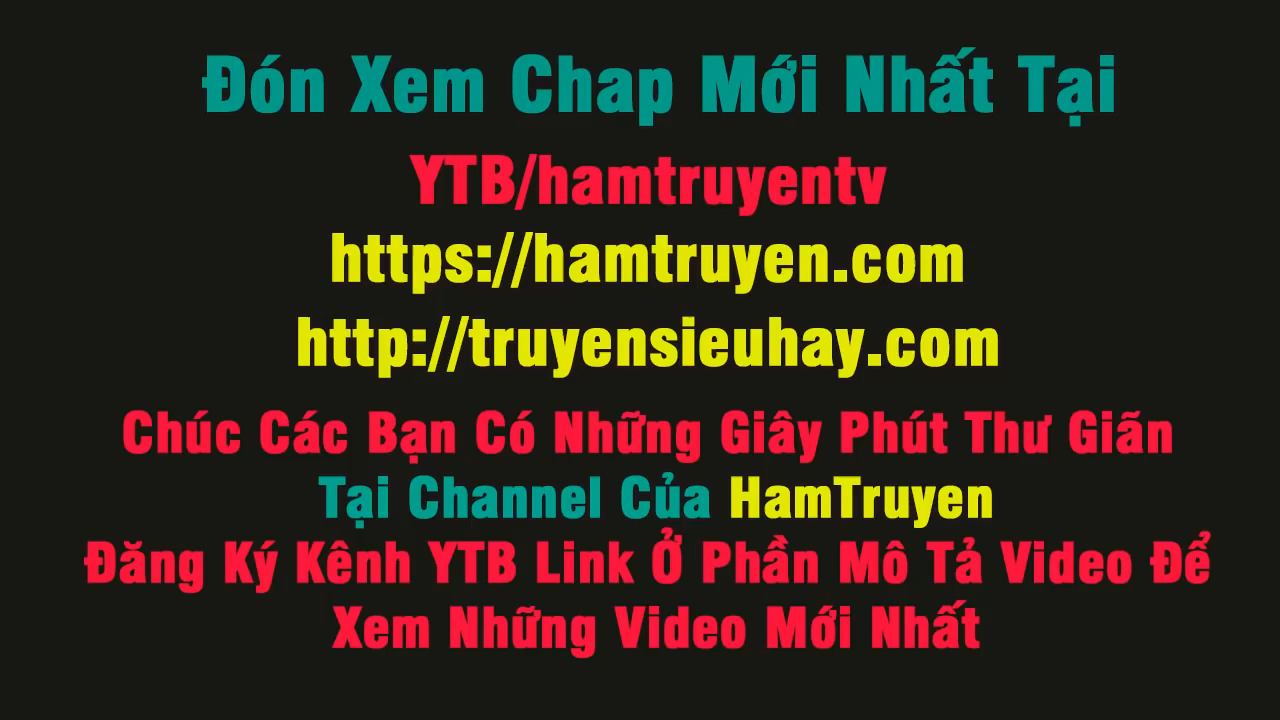 Đón Xem Chap Mới Nhất Tại
YTB/hamtruyentv
https://hamtruyen.com
http://truyensieuhay.com
Chúc Các Bạn Có Những Giây Phút Thư Giãn
Tại Channel Của HamTruyen
Đăng Ký Kênh YTB Link Ở Phần Mô Tả Video Để
Xem Những Video Mới Nhất